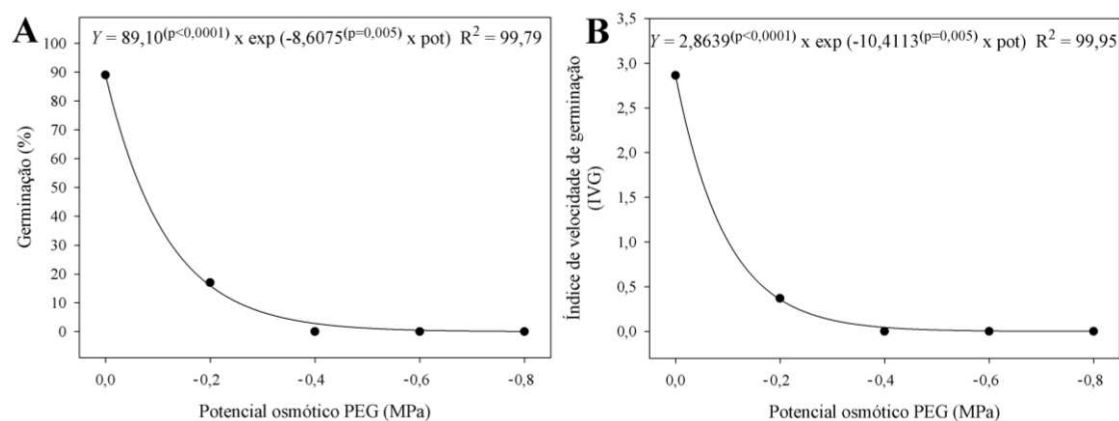 A
Y = 89,10(p<0,0001) x exp (-8,6075(p=0,005) x pot) R2 = 99,79
100
90
80
70
60
50
40
30
20
10
0
Germinação (%)
0,0 -0,2 -0,4 -0,6 -0,8
Potencial osmótico PEG (MPa)
B
Y = 2,8639(p<0,0001) x exp (-10,4113(p=0,005) x pot) R2 = 99,95
3,5
3,0
2,5
2,0
1,5
1,0
0,5
0,0
Índice de velocidade de germinação
(IVG)
0,0 -0,2 -0,4 -0,6 -0,8
Potencial osmótico PEG (MPa)